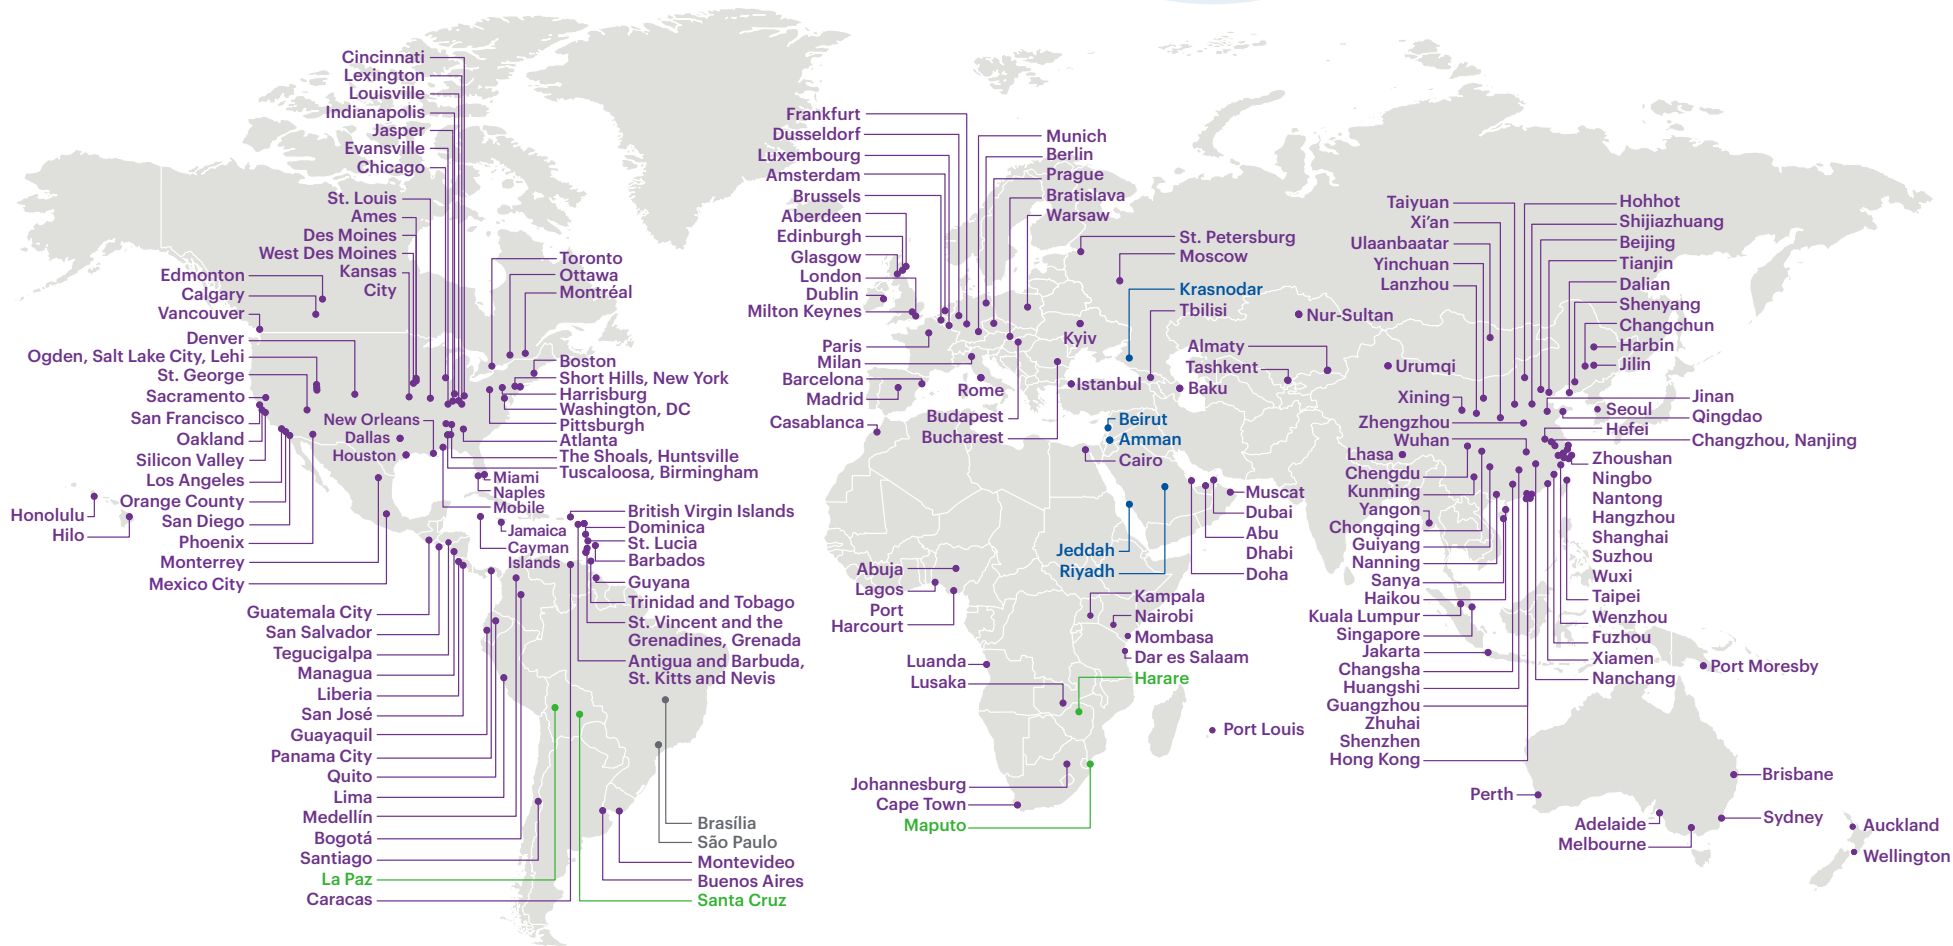 Cincinnati
Lexington
Louisville
Indianapolis
Jasper
Evansville
Chicago
St. Louis
Ames
Des Moines
West Des Moines
Kansas
City
Edmonton
Calgary
Vancouver
Denver
Ogden, Salt Lake City, Lehi
St. George
Sacramento
San Francisco
Oakland
Silicon Valley
Los Angeles
Orange County
San Diego
Phoenix
Monterrey
Mexico City
Honolulu
Hilo
New Orleans
Dallas
Houston
Toronto
Ottawa
Montréal
Boston
Short Hills, New York
Harrisburg
Washington, DC
Pittsburgh
Atlanta
The Shoals, Huntsville
Tuscaloosa, Birmingham
Miami
Naples
Mobile
Jamaica
Cayman
Islands
British Virgin Islands
Dominica
St. Lucia
Barbados
Guyana
Trinidad and Tobago
St. Vincent and the
Grenadines, Grenada
Antigua and Barbuda,
St. Kitts and Nevis
Guatemala City
San Salvador
Tegucigalpa
Managua
Liberia
San José
Guayaquil
Panama City
Quito
Lima
Medellín
Bogotá
Santiago
La Paz
Caracas
Brasília
São Paulo
Montevideo
Buenos Aires
Santa Cruz
Frankfurt
Dusseldorf
Luxembourg
Amsterdam
Brussels
Aberdeen
Edinburgh
Glasgow
London
Dublin
Milton Keynes
Paris
Milan
Barcelona
Madrid
Casablanca
Munich
Berlin
Prague
Bratislava
Warsaw
St. Petersburg
Moscow
Krasnodar
Tbilisi
Kyiv
Rome
Istanbul
Budapest
Bucharest
Nur-Sultan
Almaty
Tashkent
Baku
Beirut
Amman
Cairo
Muscat
Dubai
Abu
Dhabi
Doha
Jeddah
Riyadh
Abuja
Lagos
Port
Harcourt
Kampala
Nairobi
Mombasa
Dar es Salaam
Luanda
Lusaka
Harare
Port Louis
Johannesburg
Cape Town
Maputo
Taiyuan
Xi'an
Ulaanbaatar
Yinchuan
Lanzhou
Urumqi
Xining
Zhengzhou
Wuhan
Lhasa
Chengdu
Kunming
Yangon
Chongqing
Guiyang
Nanning
Sanya
Haikou
Kuala Lumpur
Singapore
Jakarta
Changsha
Huangshi
Guangzhou
Zhuhai
Shenzhen
Hong Kong
Hohhot
Shijiazhuang
Beijing
Tianjin
Dalian
Shenyang
Changchun
Harbin
Jilin
Jinan
Seoul
Qingdao
Hefei
Changzhou, Nanjing
Zhoushan
Ningbo
Nantong
Hangzhou
Shanghai
Suzhou
Wuxi
Taipei
Wenzhou
Fuzhou
Xiamen
Nanchang
Port Moresby
Perth
Brisbane
Adelaide
Sydney
Melbourne
Auckland
Wellington